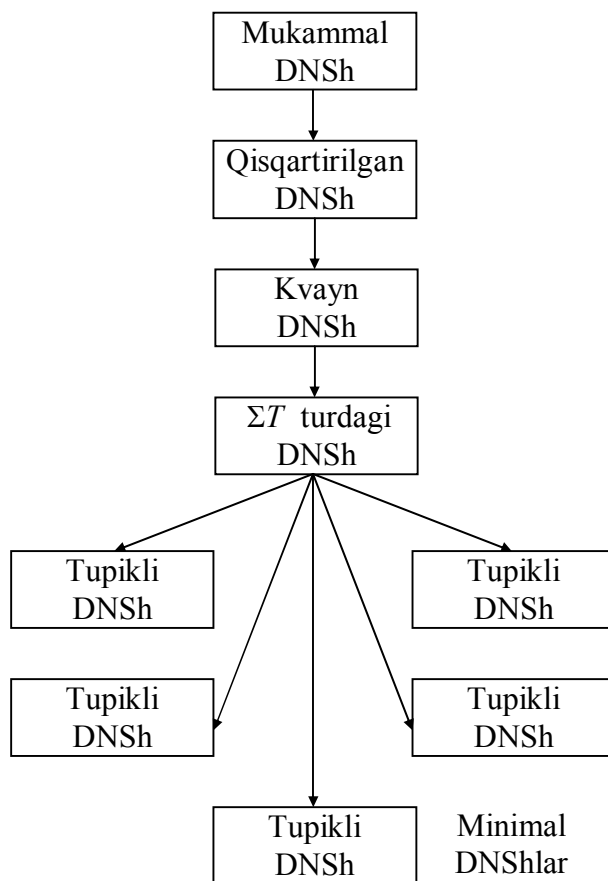 Mukammal
DNSh
Qisqartirilgan
DNSh
Kvayn
DNSh
ΣT turdagi
DNSh
Tupikli
DNSh
Tupikli
DNSh
Tupikli
DNSh
Tupikli
DNSh
Tupikli
DNSh
Minimal
DNShlar